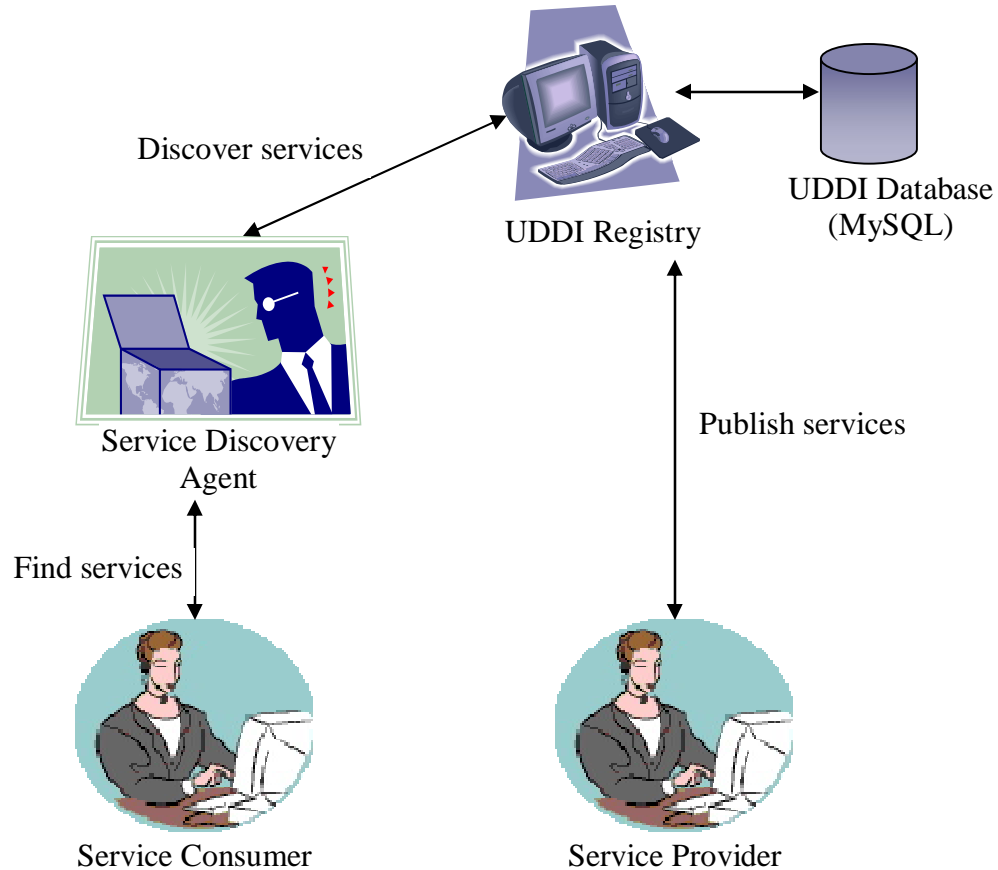 Discover services
UDDI Database
(MySQL)
UDDI Registry
Service Discovery
Agent
Publish services
Find services
Service Consumer
Service Provider